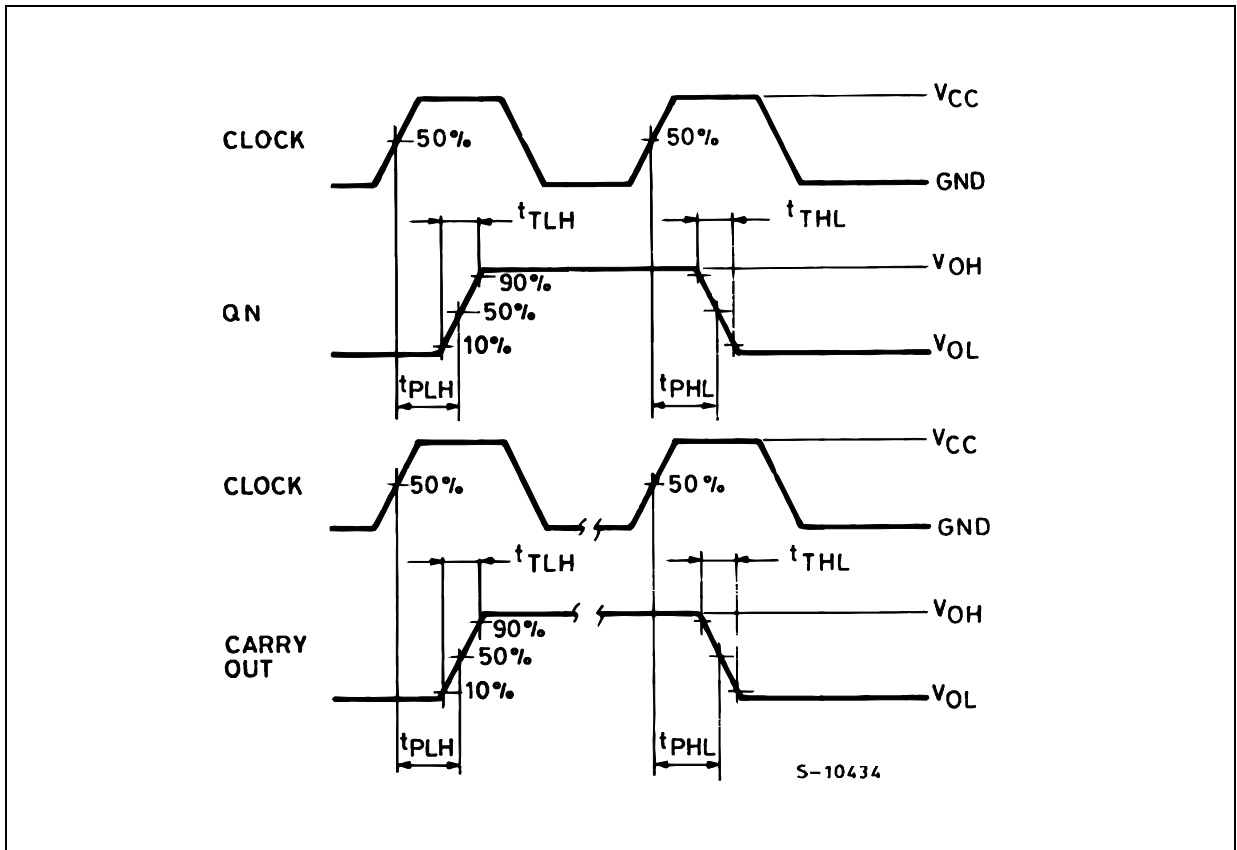 VCC
CLOCK
50%
50%
GND
tTLH
tTHL
VOH
90%
QN
50%
10%
VOL
tPLH
tPHL
VCC
CLOCK
50%
50%
GND
tTLH
tTHL
VOH
90%
CARRY
OUT
50%
10%
VOL
tPLH
tPHL
S-10434